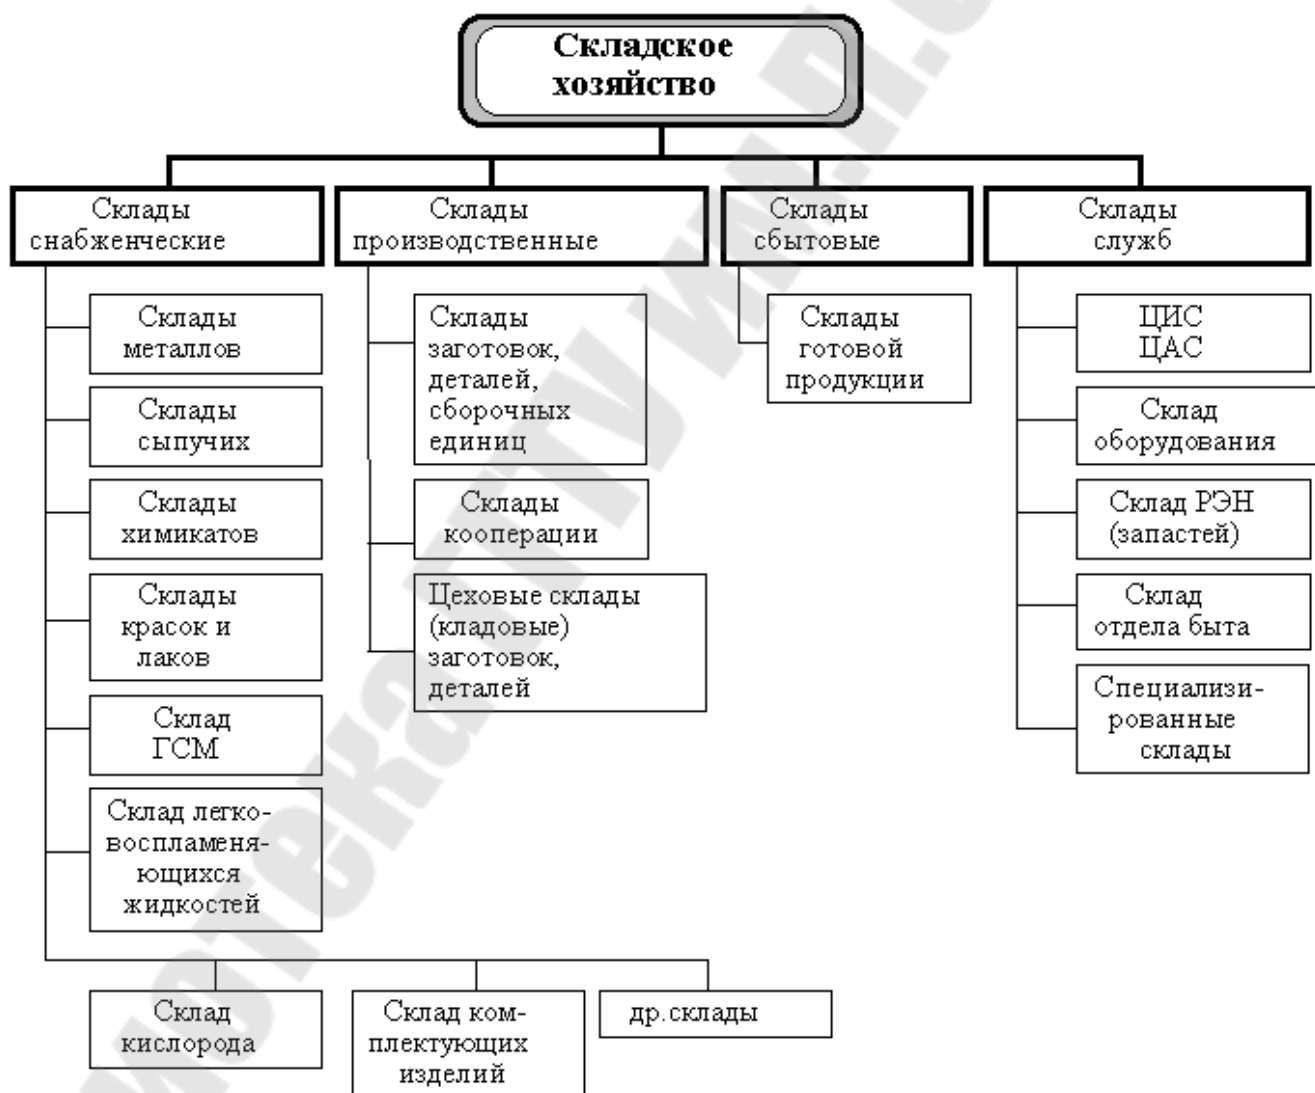 Складское
хозяйство
Склады
снабженческие
Склады
производственные
Склады
сбытовые
Склады
служб
Склады
металлов
Склады
сыпучих
Склады
химикатов
Склады
красок и
лаков
Склад
ГСМ
Склад легко-
воспламеня-
ющихся
жидкостей
Склад
кислорода
Склад ком-
плектующих
изделий
др.склады
Склады
заготовок,
деталей,
сборочных
единиц
Склады
кооперации
Цеховые склады
(кладовые)
заготовок,
деталей
Склады
готовой
продукции
ЦИС
ЦАС
Склад
оборудования
Склад РЭН
(запастей)
Склад
отдела быта
Специализи-
рованные
склады